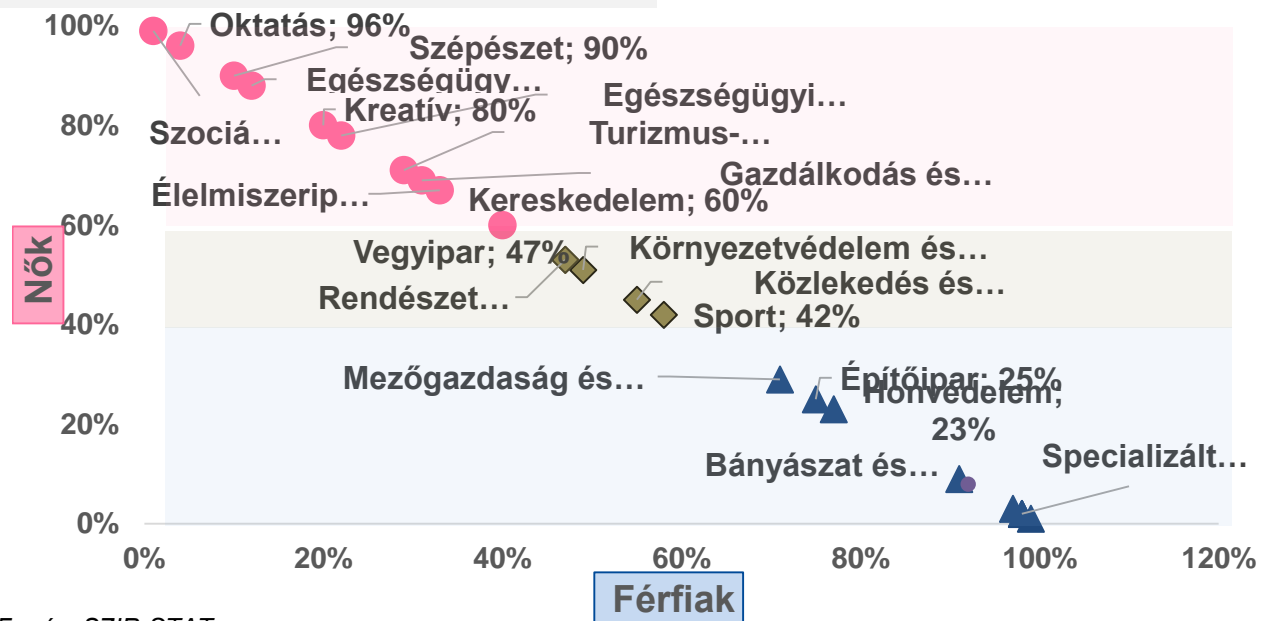 100%
80%
60%
40%
20%
0%
0%
20%
40%
60%
80%
100%
120%
Nők
Férfiak
Oktatás; 96%
Szépészet; 90%
Egészségügy…
Egészségügyi…
Kreatív; 80%
Szociá…
Turizmus-…
Gazdálkodás és…
Élelmiszerip…
Kereskedelem; 60%
Vegyipar; 47%
Környezetvédelem és…
Közlekedés és…
Rendészet…
Sport; 42%
Mezőgazdaság és…
Építőipar; 25%
Honvédelem;
23%
Bányászat és…
Specializált…